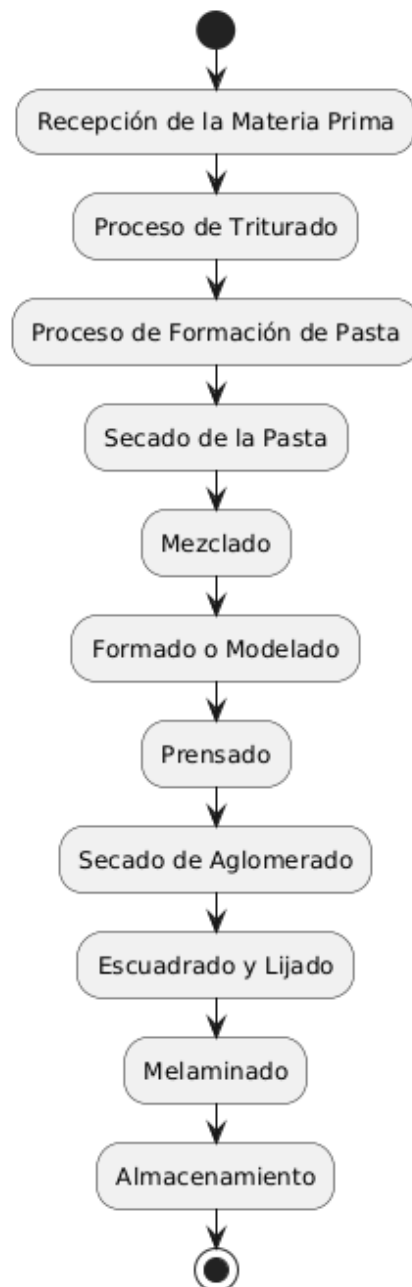 Recepción de la Materia Prima
Proceso de Triturado
Proceso de Formación de Pasta
Secado de la Pasta
Mezclado
Formado o Modelado
Prensado
Secado de Aglomerado
Escuadrado y Lijado
Melaminado
Almacenamiento